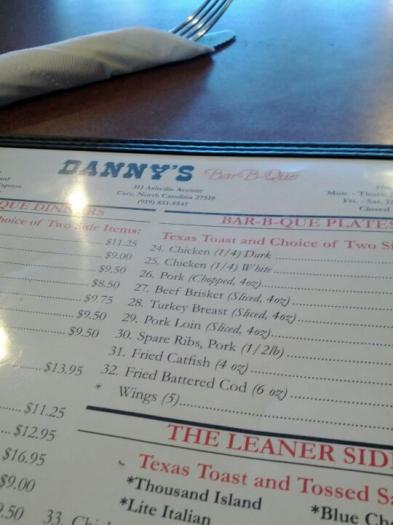 DANNY'S Bar-B-Que
311 Ashville Avenue
Cary, North Carolina 27518
Mon - Thurs
Fri. - Sat.
Closed
QUE DINNERS
hoice of Two Side Items:
$11.25
$9.00
$9.50
$8.50
$9.75
$9.50
$9.50
$13.95
$11.25
$12.95
$16.95
$9.00
.50
BAR-B-QUE PLATES
Texas Toast and Choice of Two Si
24. Chicken (1/4) Dark
25. Chicken (1/4) White
26. Pork (Chopped, 4oz)
27. Beef Brisket (Sliced, 4oz)
28. Turkey Breast (Sliced, 4oz)
29. Pork Loin (Sliced, 4oz)
30. Spare Ribs, Pork (1/2lb)
31. Fried Catfish (4 oz)
32. Fried Battered Cod (6 oz)
* Wings (5)
THE LEANER SID
Texas Toast and Tossed Sa
*Thousand Island *Blue Che
*Lite Italian
33.